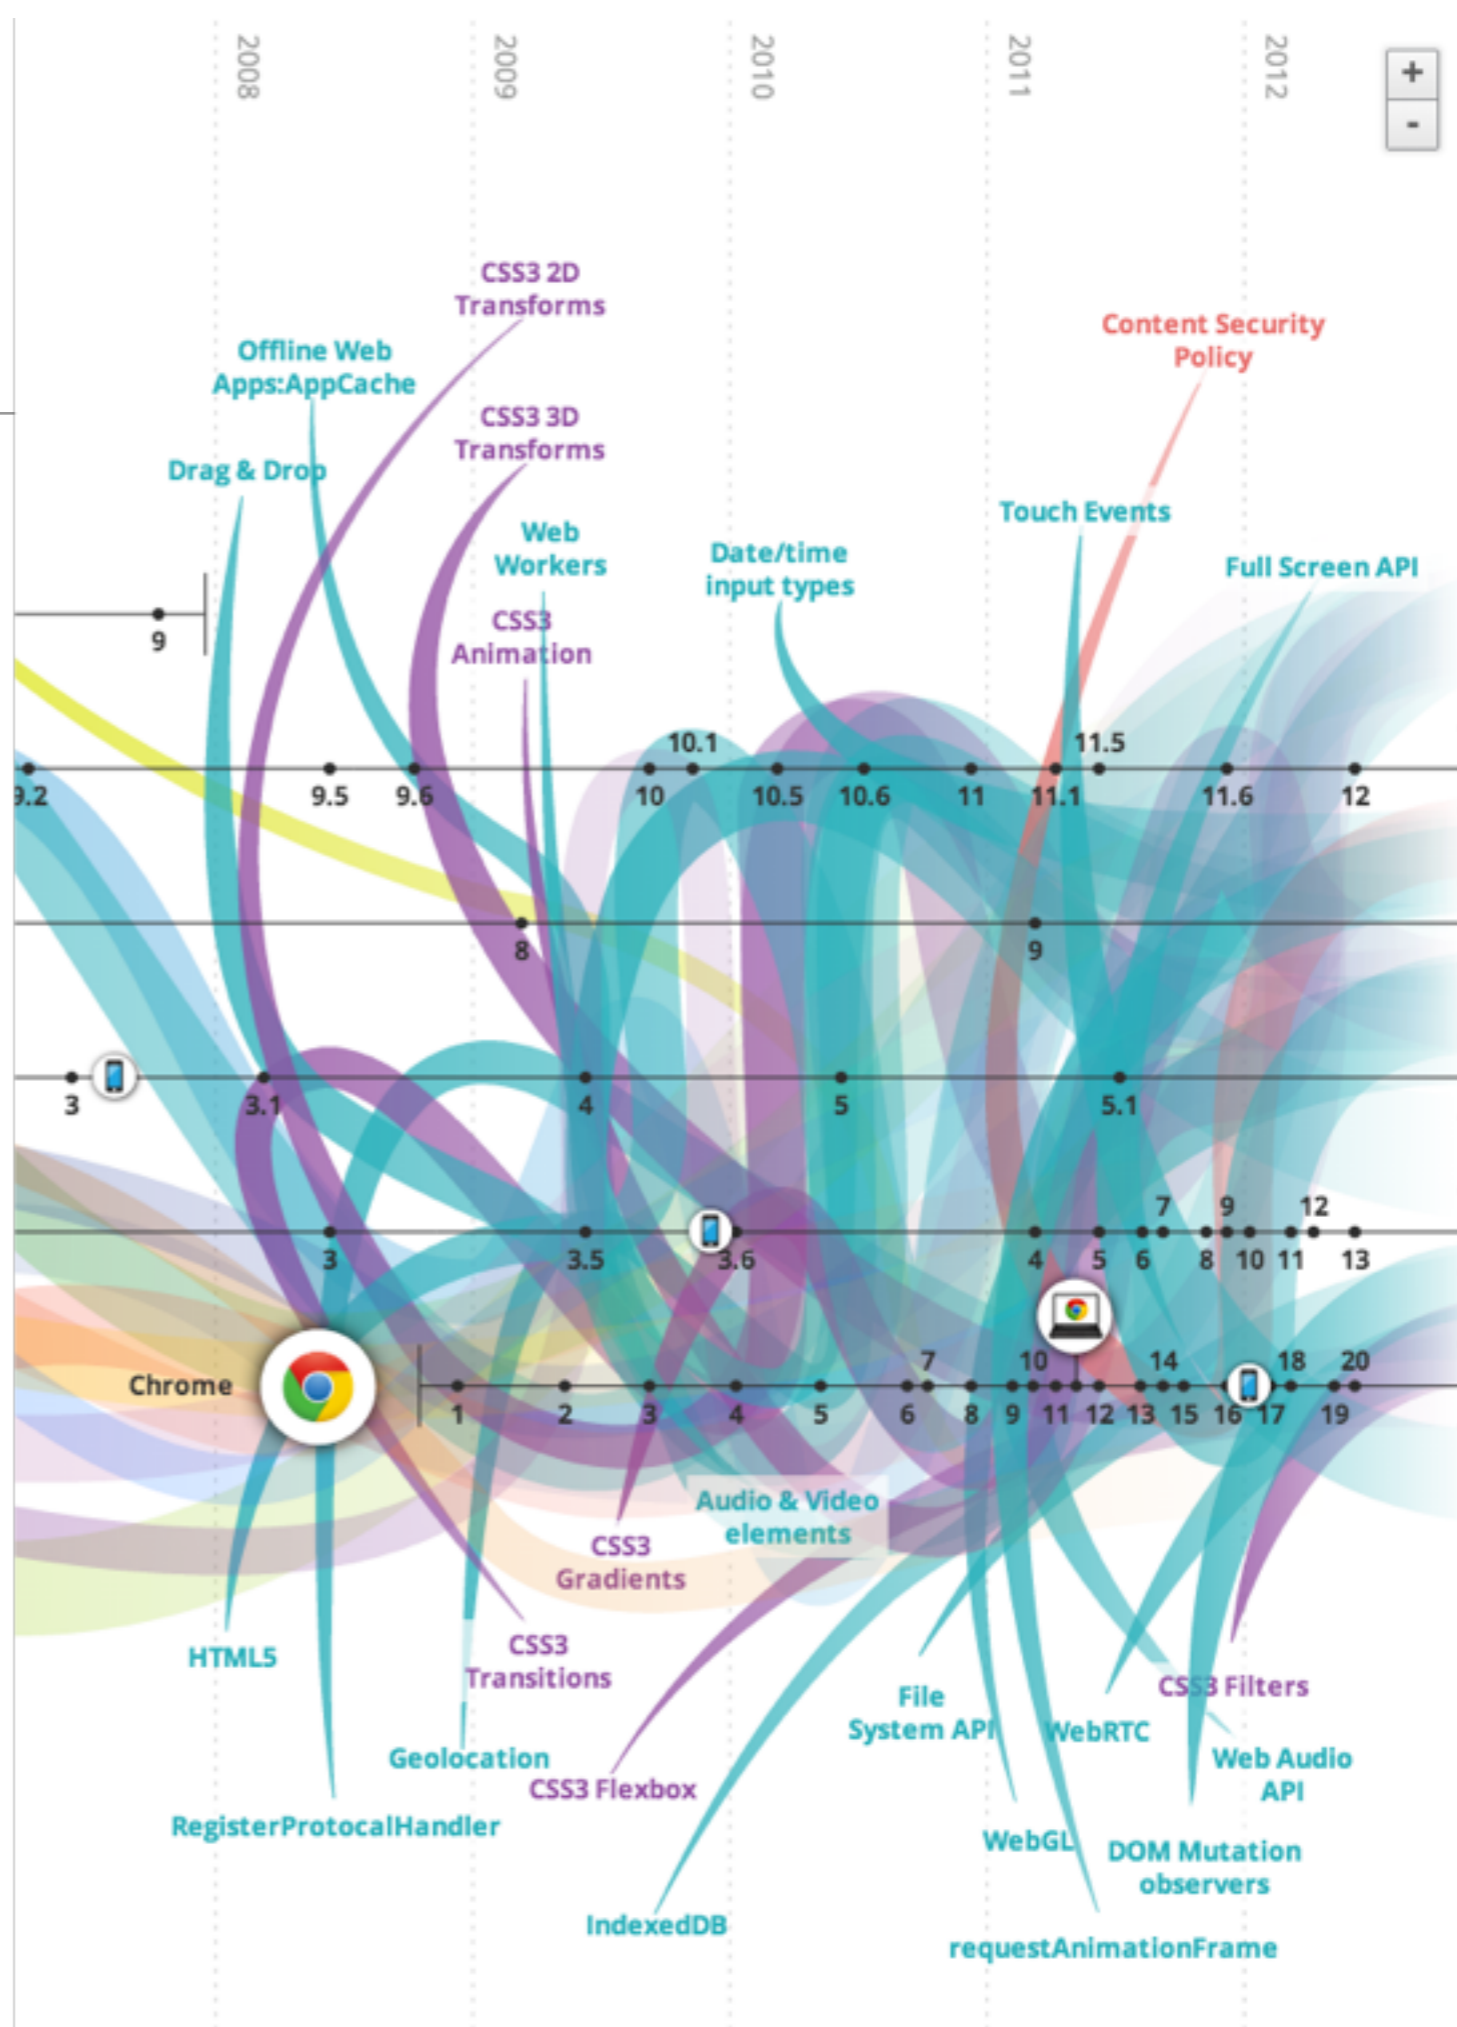 2008
2009
2010
2011
2012
+
-
CSS3 2D
Transforms
Content Security
Policy
Offline Web
Apps:AppCache
CSS3 3D
Transforms
Drag & Drop
Touch Events
Web
Workers
Date/time
input types
Full Screen API
CSS3
Animation
9
10.1 11.5
9.2 9.5 9.6 10 10.5 10.6 11 11.1 11.6 12
8 9
3 3.1 4 5 5.1
7 9 12
3 3.5 3.6 4 5 6 8 10 11 13
Chrome
7 10 14 18 20
1 2 3 4 5 6 8 9 11 12 13 15 16 17 19
Audio & Video
elements
CSS3
Gradients
HTML5
CSS3
Transitions
CSS3 Filters
File
System API
WebRTC
Geolocation
Web Audio
API
CSS3 Flexbox
RegisterProtocalHandler
WebGL
DOM Mutation
observers
IndexedDB
requestAnimationFrame